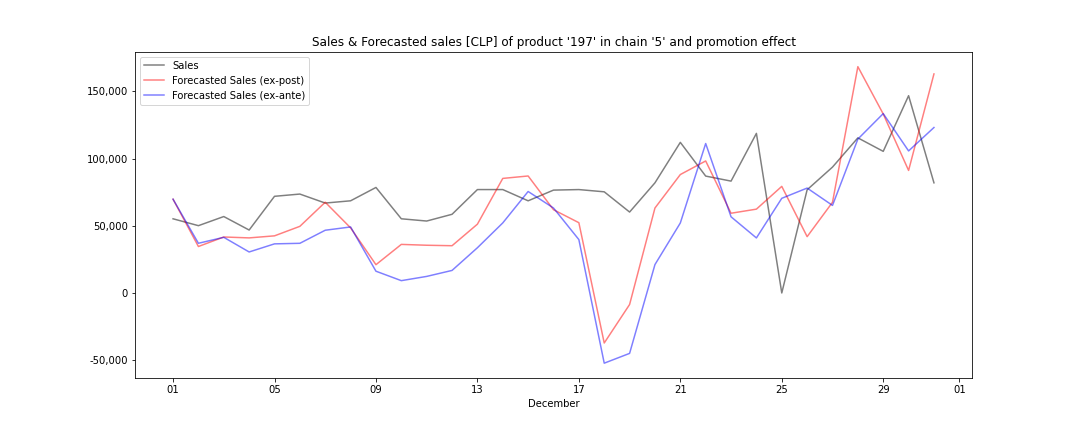 Sales & Forecasted sales [CLP] of product '197' in chain '5' and promotion effect
Sales
Forecasted Sales (ex-post)
Forecasted Sales (ex-ante)
150,000
100,000
50,000
0
-50,000
01 05 09 13 17 21 25 29 01
December